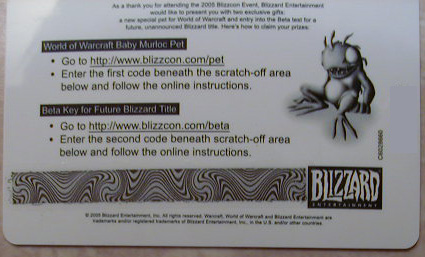 As a thank you for attending the 2005 Blizzcon Event, Blizzard Entertainment
would like to present you with two exclusive gifts:
a new special pet for World of Warcraft and entry into the Beta test for a
future, unannounced Blizzard title. Here's how to claim your prizes.
World of Warcraft Baby Murloc Pet
• Go to http://www.blizzcon.com/pet
• Enter the first code beneath the scratch-off area
below and follow the online instructions.
Beta Key for Future Blizzard Title
• Go to http://www.blizzcon.com/beta
• Enter the second code beneath the scratch-off area
below and follow the online instructions.
BLIZZARD
ENTERTAINMENT
© 2005 Blizzard Entertainment, Inc. All rights reserved. Warcraft, World of Warcraft and Blizzard Entertainment are
trademarks and/or registered trademarks of Blizzard Entertainment, Inc., in the U.S. and/or other countries.